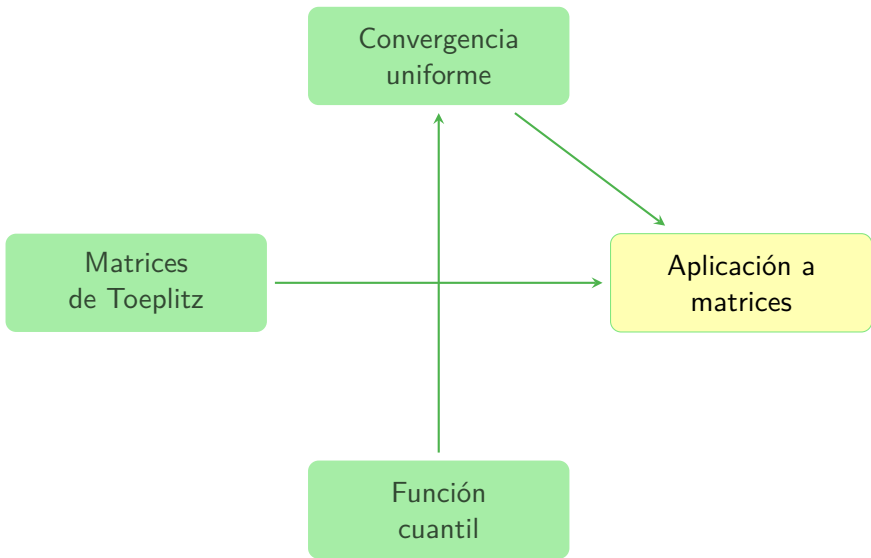 Convergencia
uniforme
Matrices
de Toeplitz
Aplicación a
matrices
Función
cuantil